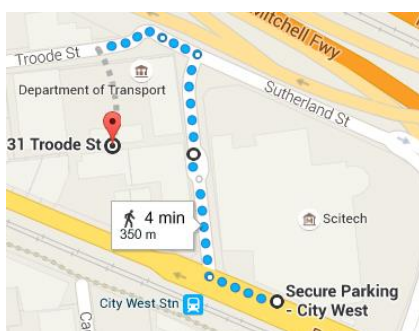 Mitchell Fwy
Troode St
Department of Transport
Sutherland St
31 Troode St
4 min
350 m
Scitech
Secure Parking
- City West
City West Stn